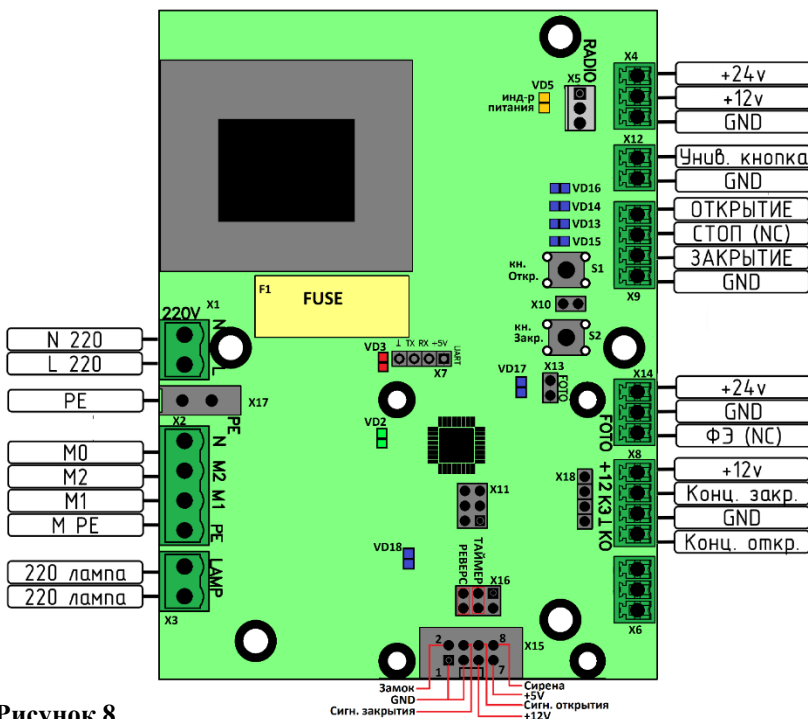 RADIO
X4
X5
VD5
инд-р
питания
+24v
+12v
GND
X12
Унив. кнопка
GND
VD16
VD14
VD13
VD15
ОТКРЫТИЕ
СТОП (NC)
ЗАКРЫТИЕ
GND
X9
кн.
Откр.
S1
X10
кн.
Закр.
S2
F1
FUSE
220V
X1
N
L
N 220
L 220
VD3
⊥ TX RX +5V
UART
X7
VD17
X13
FOTO
X14
+24v
GND
ФЭ (NC)
FOTO
PE
X17
PE
X2
VD2
M0
M2
M1
M PE
N M2 M1 PE
X8
+12v
Конц. закр.
GND
Конц. откр.
+12 КЗ ⊥ КО
X18
X11
VD18
ТАЙМЕР
РЕВЕРС
X16
220 лампа
220 лампа
LAMP
X3
X6
2
8
X15
1
7
Замок
GND
Сигн. закрытия
Сирена
+5V
Сигн. открытия
+12V
Рисунок 8